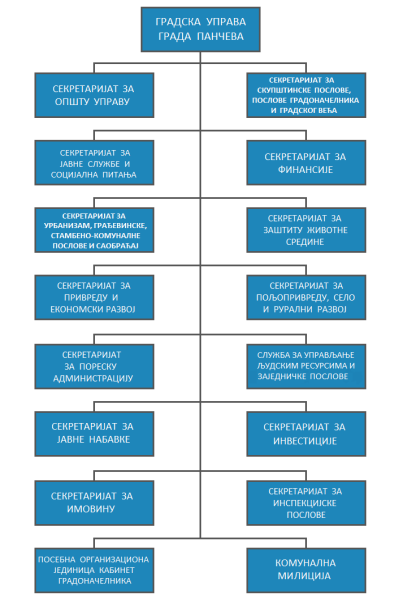 ГРАДСКА УПРАВА
ГРАДА ПАНЧЕВА
СЕКРЕТАРИЈАТ ЗА
ОПШТУ УПРАВУ
СЕКРЕТАРИЈАТ ЗА
СКУПШТИНСКЕ ПОСЛОВЕ,
ПОСЛОВЕ ГРАДОНАЧЕЛНИКА
И ГРАДСКОГ ВЕЋА
СЕКРЕТАРИЈАТ ЗА
ЈАВНЕ СЛУЖБЕ И
СОЦИЈАЛНА ПИТАЊА
СЕКРЕТАРИЈАТ ЗА
ФИНАНСИЈЕ
СЕКРЕТАРИЈАТ ЗА
УРБАНИЗАМ, ГРАЂЕВИНСКЕ,
СТАМБЕНО-КОМУНАЛНЕ
ПОСЛОВЕ И САОБРАЋАЈ
СЕКРЕТАРИЈАТ ЗА
ЗАШТИТУ ЖИВОТНЕ
СРЕДИНЕ
СЕКРЕТАРИЈАТ ЗА
ПРИВРЕДУ И
ЕКОНОМСКИ РАЗВОЈ
СЕКРЕТАРИЈАТ ЗА
ПОЉОПРИВРЕДУ, СЕЛО
И РУРАЛНИ РАЗВОЈ
СЕКРЕТАРИЈАТ
ЗА ПОРЕСКУ
АДМИНИСТРАЦИЈУ
СЛУЖБА ЗА УПРАВЉАЊЕ
ЉУДСКИМ РЕСУРСИМА И
ЗАЈЕДНИЧКЕ ПОСЛОВЕ
СЕКРЕТАРИЈАТ ЗА
ЈАВНЕ НАБАВКЕ
СЕКРЕТАРИЈАТ ЗА
ИНВЕСТИЦИЈЕ
СЕКРЕТАРИЈАТ ЗА
ИМОВИНУ
СЕКРЕТАРИЈАТ ЗА
ИНСПЕКЦИЈСКЕ
ПОСЛОВЕ
ПОСЕБНА ОРГАНИЗАЦИОНА
ЈЕДИНИЦА КАБИНЕТ
ГРАДОНАЧЕЛНИКА
КОМУНАЛНА
МИЛИЦИЈА